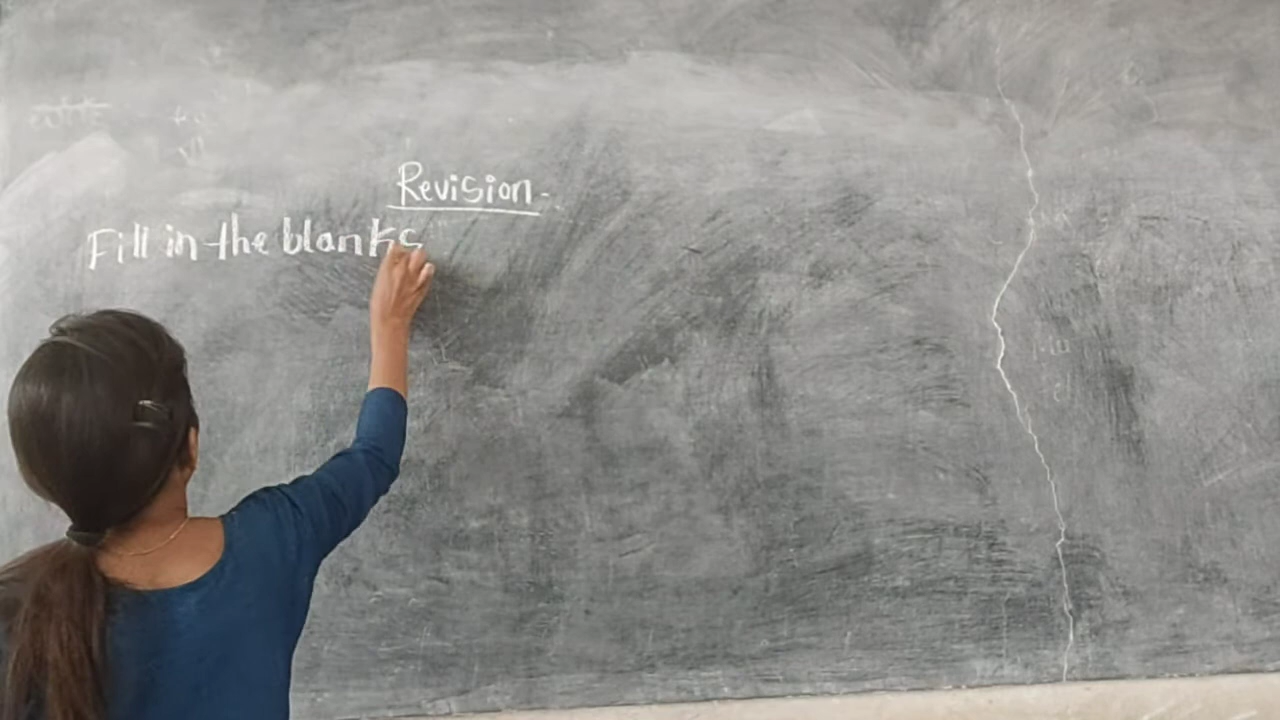 Revision-
Fill in the blanks